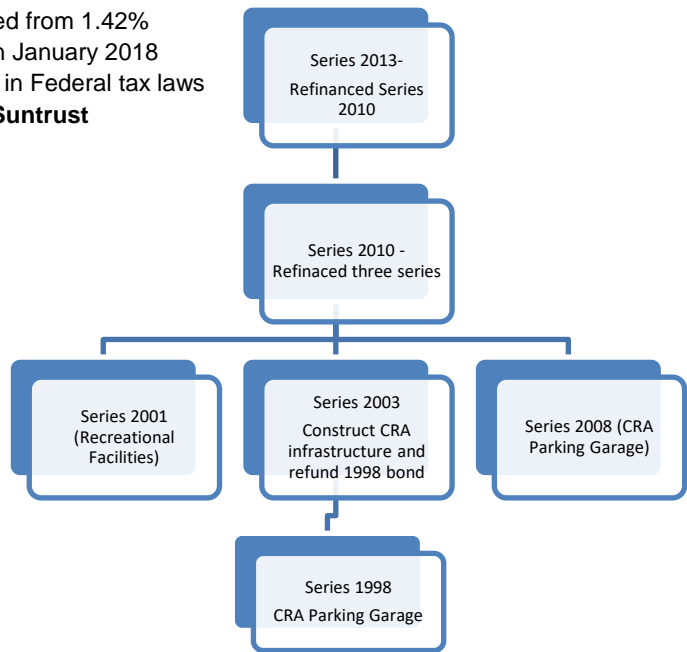 ed from 1.42%
n January 2018
in Federal tax laws
Suntrust
Series 2013-
Refinanced Series
2010
Series 2010 -
Refinaced three series
Series 2001
(Recreational
Facilities)
Series 2003
Construct CRA
infrastructure and
refund 1998 bond
Series 2008 (CRA
Parking Garage)
Series 1998
CRA Parking Garage